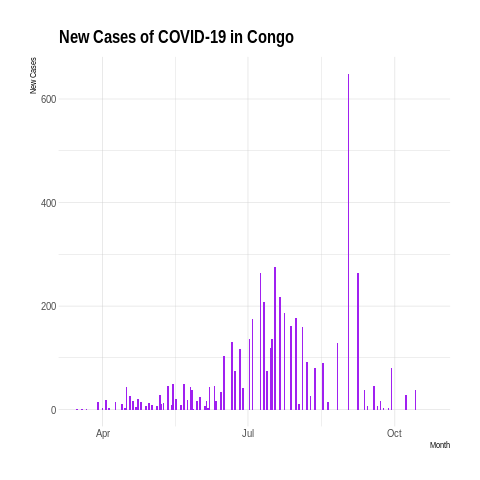 New Cases of COVID-19 in Congo
New Cases
600
400
200
0
Apr Jul Oct
Month